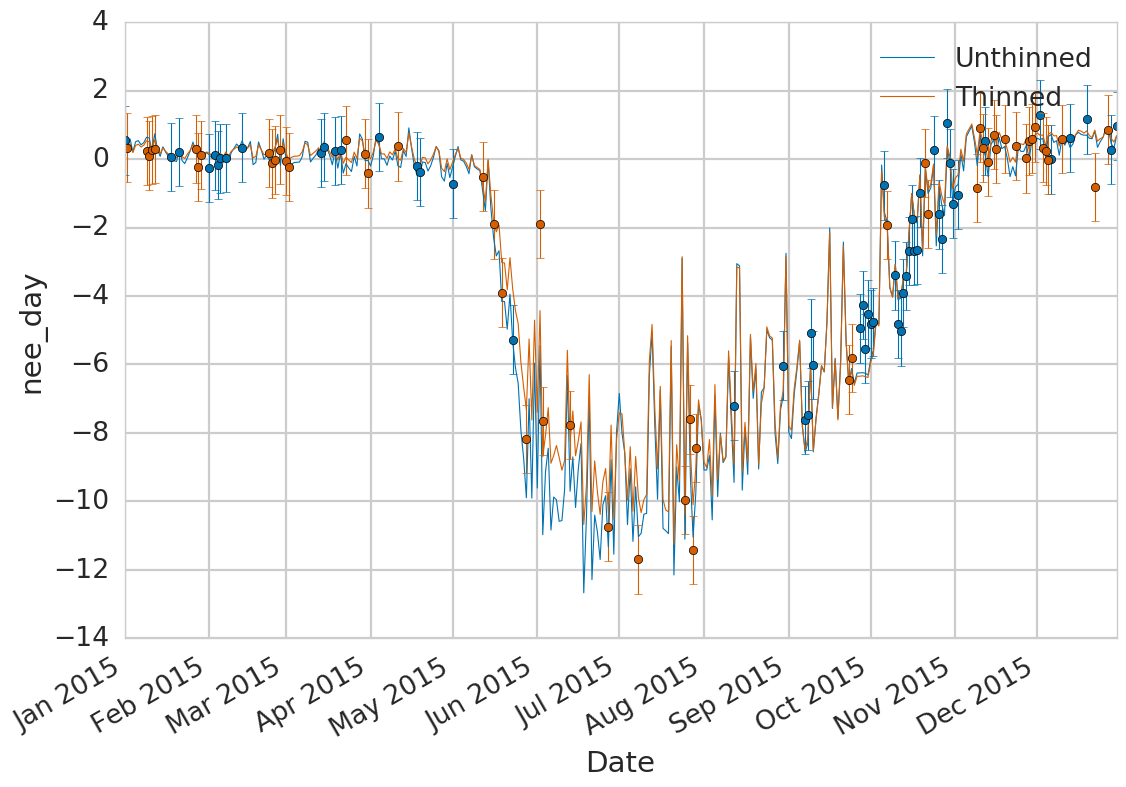 4
2
0
−2
−4
−6
−8
−10
−12
−14
nee_day
Unthinned
Thinned
Jan 2015
Feb 2015
Mar 2015
Apr 2015
May 2015
Jun 2015
Jul 2015
Aug 2015
Sep 2015
Oct 2015
Nov 2015
Dec 2015
Date